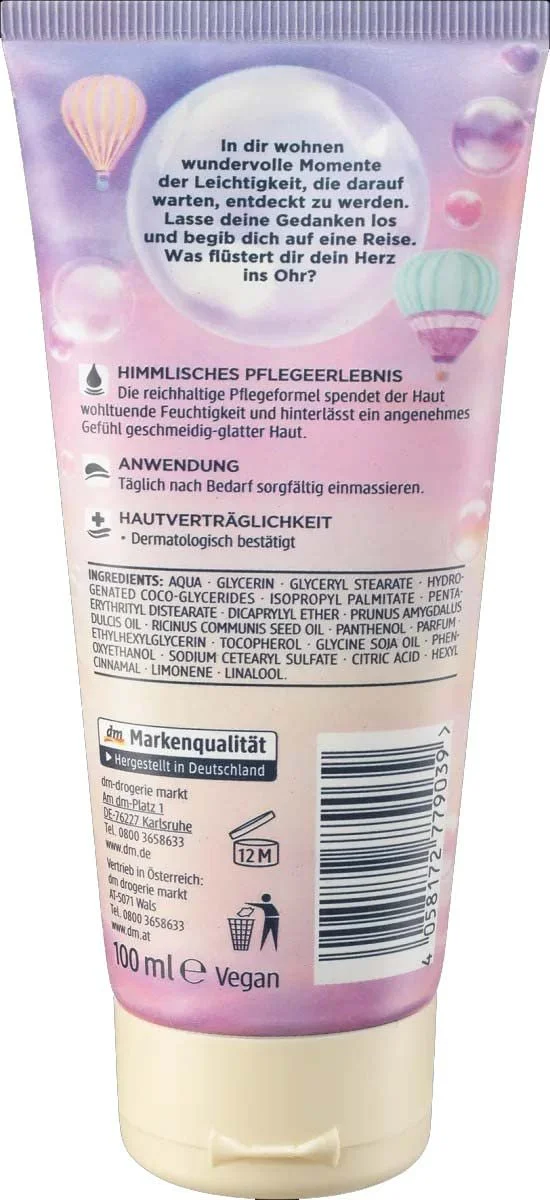 In dir wohnen
wundervolle Momente
der Leichtigkeit, die darauf
warten, entdeckt zu werden.
Lasse deine Gedanken los
und begib dich auf eine Reise.
Was flüstert dir dein Herz
ins Ohr?
HIMMLISCHES PFLEGEERLEBNIS
Die reichhaltige Pflegeformel spendet der Haut
wohltuende Feuchtigkeit und hinterlässt ein angenehmes
Gefühl geschmeidig-glatter Haut.
ANWENDUNG
Täglich nach Bedarf sorgfältig einmassieren.
HAUTVERTRÄGLICHKEIT
• Dermatologisch bestätigt
INGREDIENTS: AQUA · GLYCERIN · GLYCERYL STEARATE · HYDRO-
GENATED COCO-GLYCERIDES · ISOPROPYL PALMITATE · PENTA-
ERYTHRITYL DISTEARATE · DICAPRYLYL ETHER · PRUNUS AMYGDALUS
DULCIS OIL · RICINUS COMMUNIS SEED OIL · PANTHENOL · PARFUM ·
ETHYLHEXYLGLYCERIN · TOCOPHEROL · GLYCINE SOJA OIL · PHEN-
OXYETHANOL · SODIUM CETEARYL SULFATE · CITRIC ACID · HEXYL
CINNAMAL · LIMONENE · LINALOOL.
dm Markenqualität
Hergestellt in Deutschland
dm-drogerie markt
Am dm-Platz 1
DE-76227 Karlsruhe
Tel. 0800 3658633
www.dm.de
Vertrieb in Österreich:
dm drogerie markt
AT-5071 Wals
Tel. 0800 3658633
www.dm.at
12 M
100 ml e Vegan
4 058172 779039 >